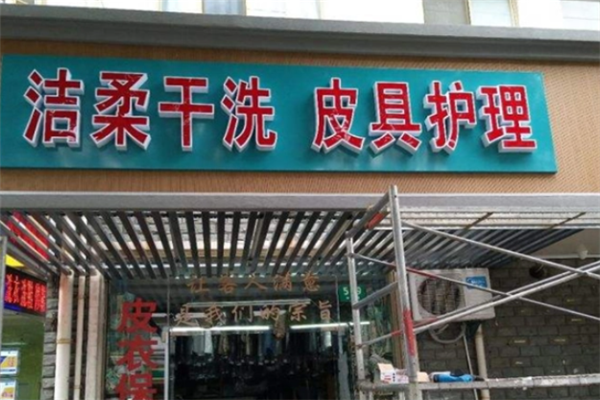 洁柔干洗 皮具护理
让客人满意
是我们的宗旨
皮衣保